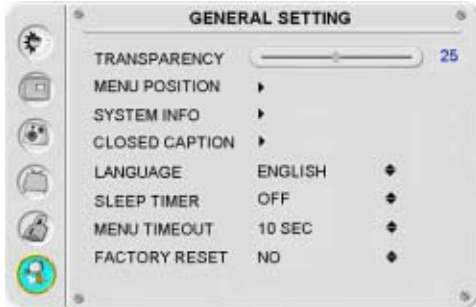 GENERAL SETTING
TRANSPARENCY 25
MENU POSITION
SYSTEM INFO
CLOSED CAPTION
LANGUAGE ENGLISH
SLEEP TIMER OFF
MENU TIMEOUT 10 SEC
FACTORY RESET NO